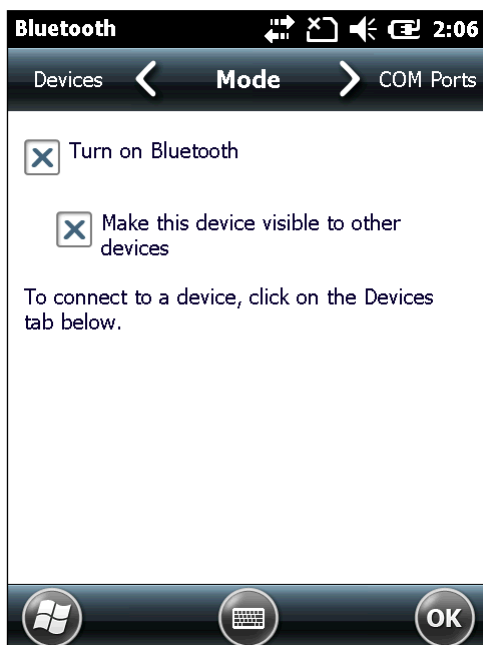 Bluetooth 2:06
Devices Mode COM Ports
Turn on Bluetooth
Make this device visible to other
devices
To connect to a device, click on the Devices
tab below.
OK